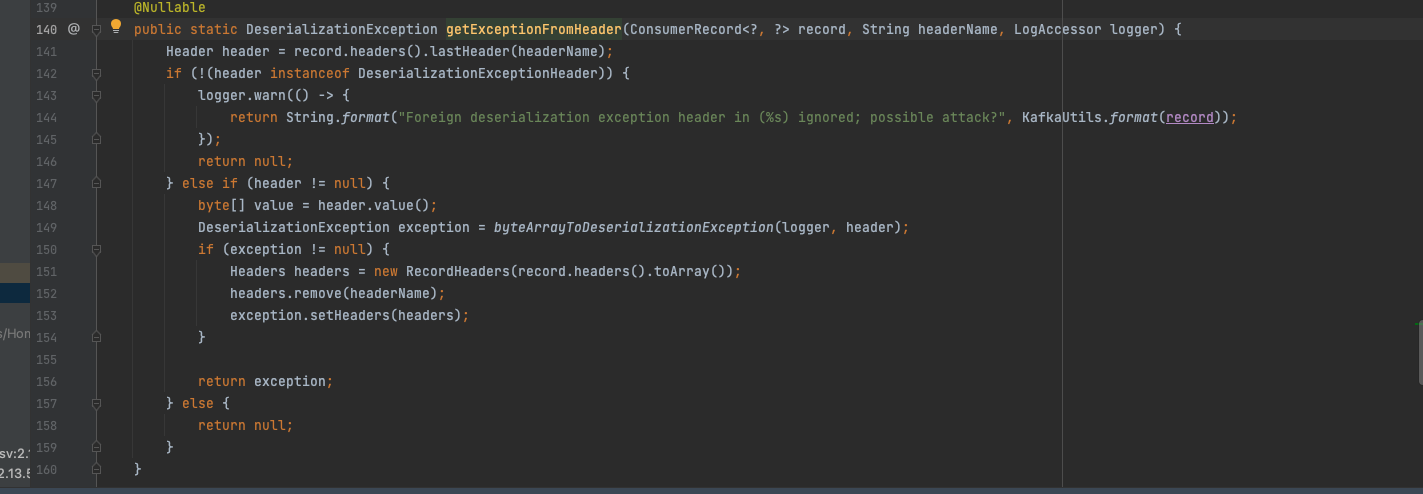 139 @Nullable
140 @ public static DeserializationException getExceptionFromHeader(ConsumerRecord<?, ?> record, String headerName, LogAccessor logger) {
141 Header header = record.headers().lastHeader(headerName);
142 if (!(header instanceof DeserializationExceptionHeader)) {
143 logger.warn(() -> {
144 return String.format("Foreign deserialization exception header in (%s) ignored; possible attack?", KafkaUtils.format(record));
145 });
146 return null;
147 } else if (header != null) {
148 byte[] value = header.value();
149 DeserializationException exception = byteArrayToDeserializationException(logger, header);
150 if (exception != null) {
151 Headers headers = new RecordHeaders(record.headers().toArray());
152 headers.remove(headerName);
153 exception.setHeaders(headers);
s/Hom 154 }
155
156 return exception;
157 } else {
158 return null;
sv:2. 159 }
2.13.5 160 }